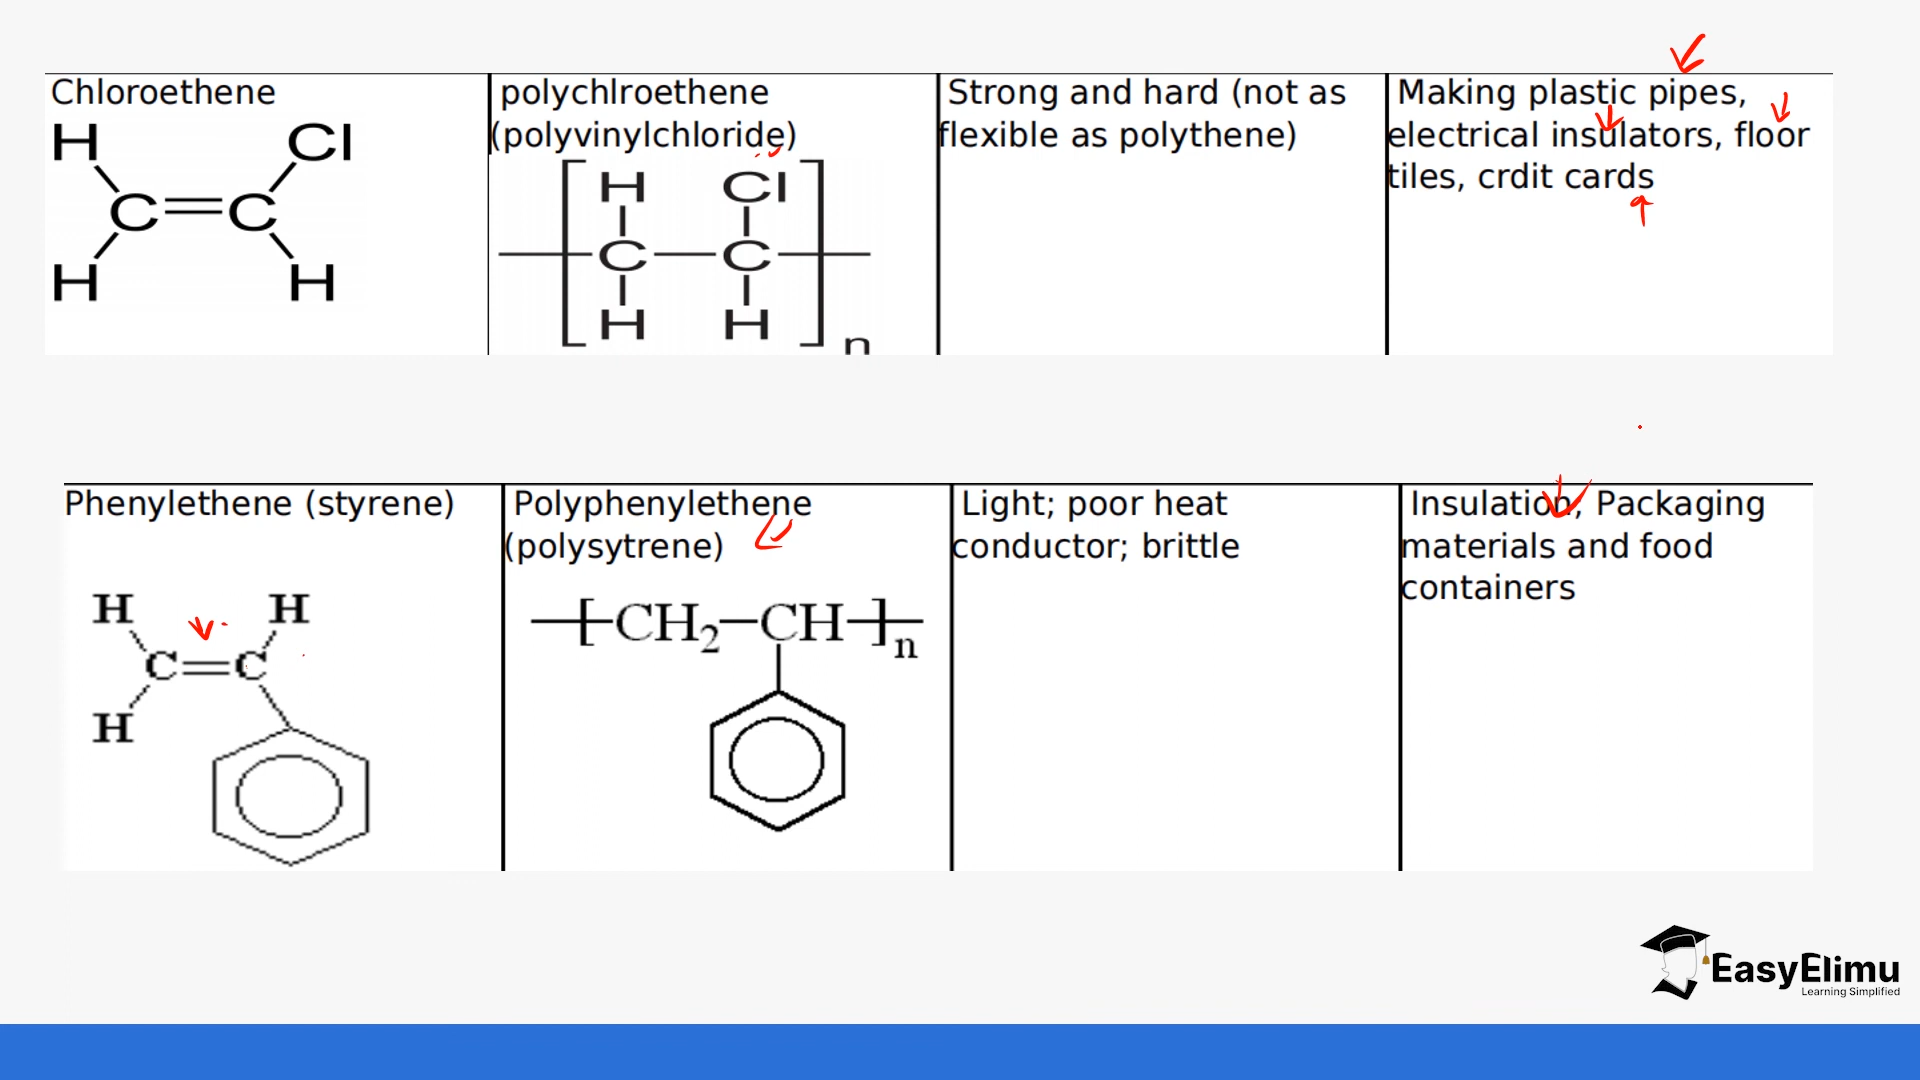 Chloroethene
H Cl
C=C
H H
polychlroethene
(polyvinylchloride)
H Cl
C—C
H H
n
Strong and hard (not as
flexible as polythene)
Making plastic pipes,
electrical insulators, floor
tiles, crdit cards
Phenylethene (styrene)
H H
C=C
H
Polyphenylethene
(polysytrene)
[CH2—CH]n
Light; poor heat
conductor; brittle
Insulation, Packaging
materials and food
containers
EasyElimu
Learning Simplified